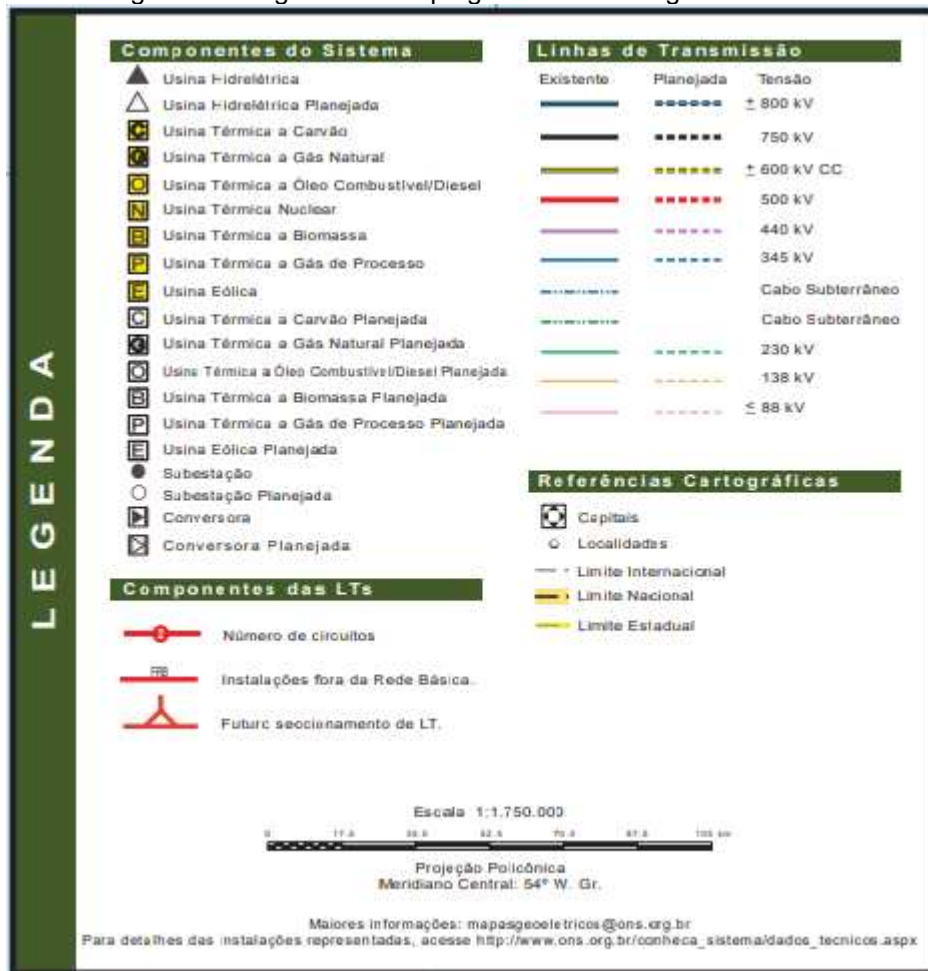 LEGENDA
Componentes do Sistema
Usina Hidrelétrica
Usina Hidrelétrica Planejada
C Usina Térmica a Carvão
Usina Térmica a Gás Natural
O Usina Térmica a Óleo Combustível/Diesel
N Usina Térmica Nuclear
B Usina Térmica a Biomassa
P Usina Térmica a Gás de Processo
E Usina Eólica
C Usina Térmica a Carvão Planejada
Usina Térmica a Gás Natural Planejada
O Usina Térmica a Óleo Combustível/Diesel Planejada
B Usina Térmica a Biomassa Planejada
P Usina Térmica a Gás de Processo Planejada
E Usina Eólica Planejada
Subestação
Subestação Planejada
Conversora
Conversora Planejada
Componentes das LTs
Número de circuitos
Instalações fora da Rede Básica.
Futuro seccionamento de LT.
Linhas de Transmissão
Existente Planejada Tensão
± 800 kV
750 kV
± 600 kV CC
500 kV
440 kV
345 kV
Cabo Subterrâneo
Cabo Subterrâneo
230 kV
138 kV
≤ 88 kV
Referências Cartográficas
Capitais
Localidades
Limite Internacional
Limite Nacional
Limite Estadual
Escala 1:1.750.000
Projeção Policônica
Meridiano Central: 54º W. Gr.
Maiores informações: mapasgeoeletricos@ons.org.br
Para detalhes das instalações representadas, acesse http://www.ons.org.br/conheca_sistema/dados_tecnicos.aspx